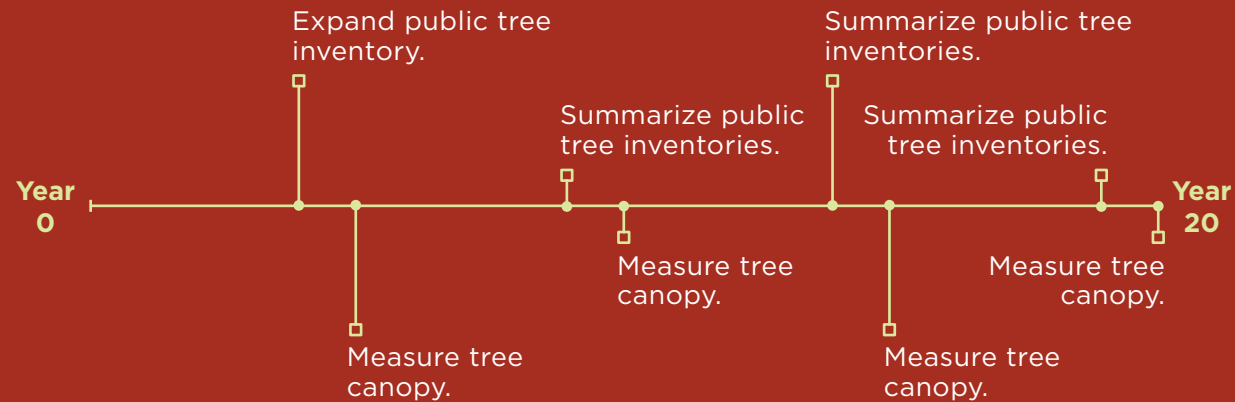 Expand public tree
inventory.
Summarize public tree
inventories.
Summarize public
tree inventories.
Summarize public
tree inventories.
Year
0
Year
20
Measure tree
canopy.
Measure tree
canopy.
Measure tree
canopy.
Measure tree
canopy.